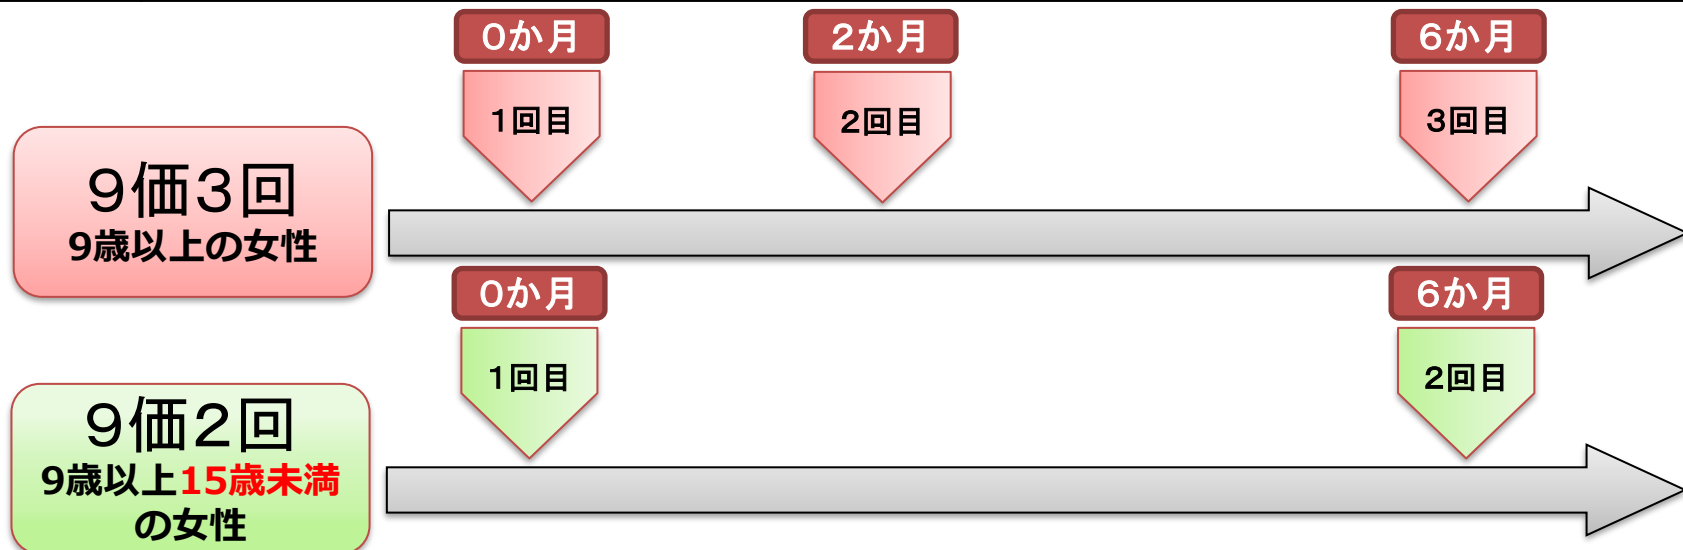 0か月
2か月
6か月
1回目
2回目
3回目
９価３回
9歳以上の女性
0か月
6か月
1回目
2回目
９価２回
9歳以上15歳未満
の女性